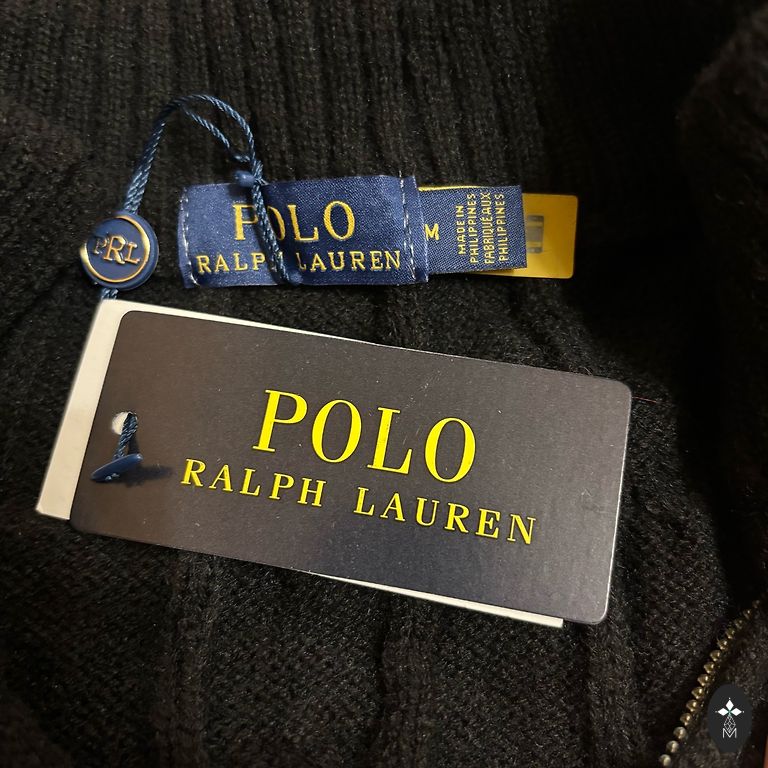 POLO
RALPH LAUREN
M
MADE IN
PHILIPPINES
FABRIQUÉ AUX
PHILIPPINES
PRL
POLO
RALPH LAUREN
M